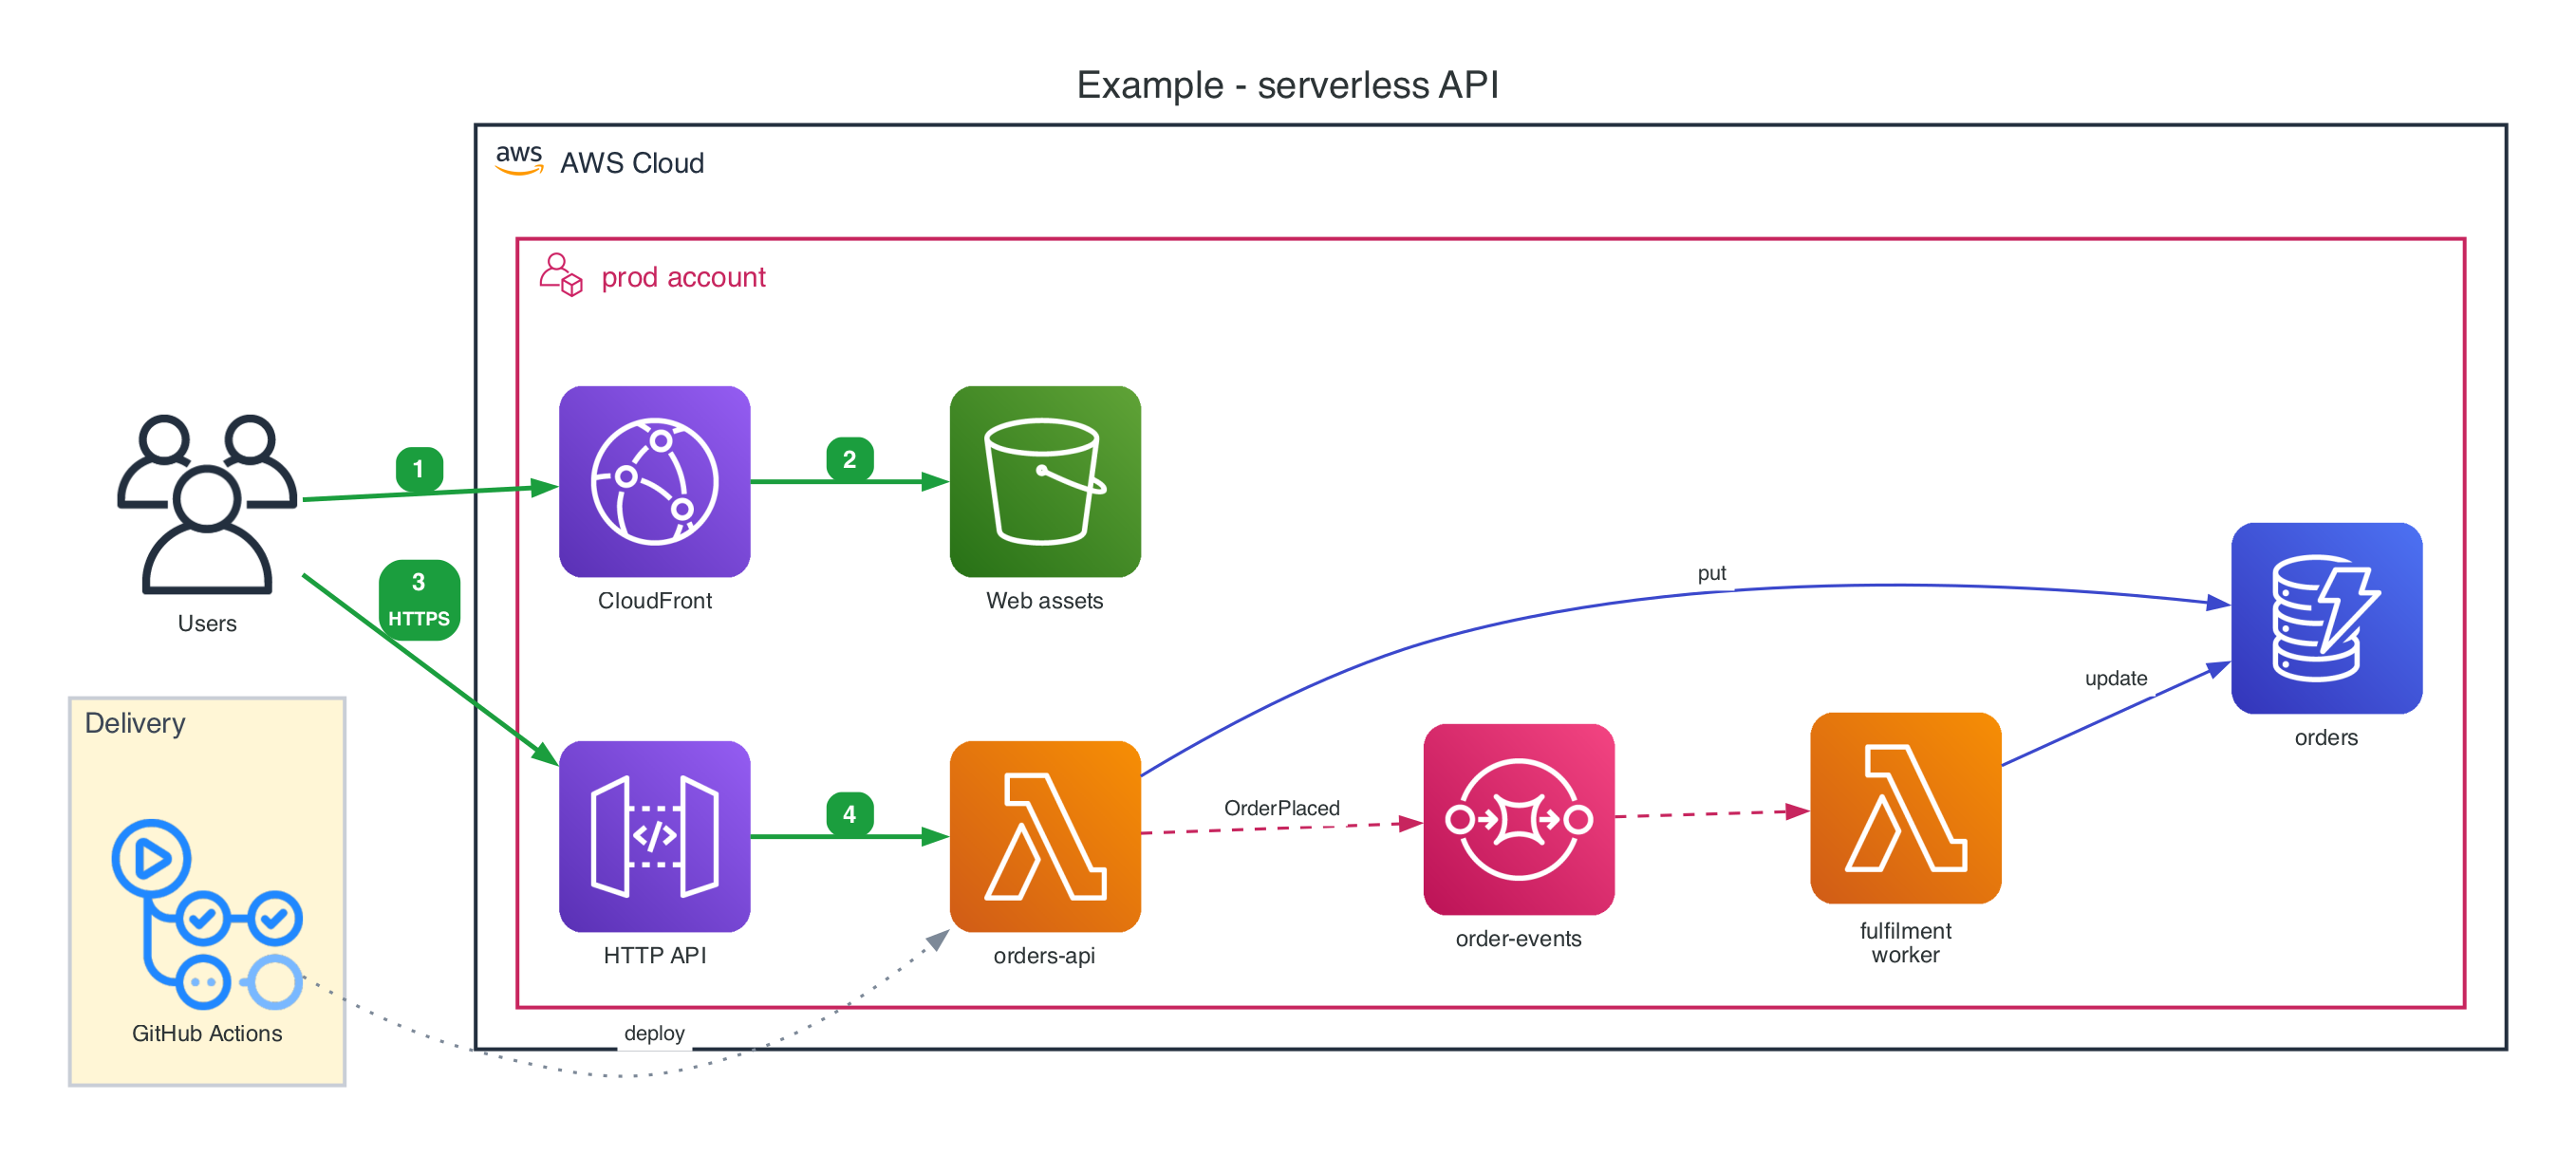 Example - serverless API
aws
AWS Cloud
prod account
1
2
3
HTTPS
CloudFront
Web assets
Users
put
update
orders
Delivery
4
OrderPlaced
HTTP API
orders-api
order-events
fulfilment
worker
GitHub Actions
deploy